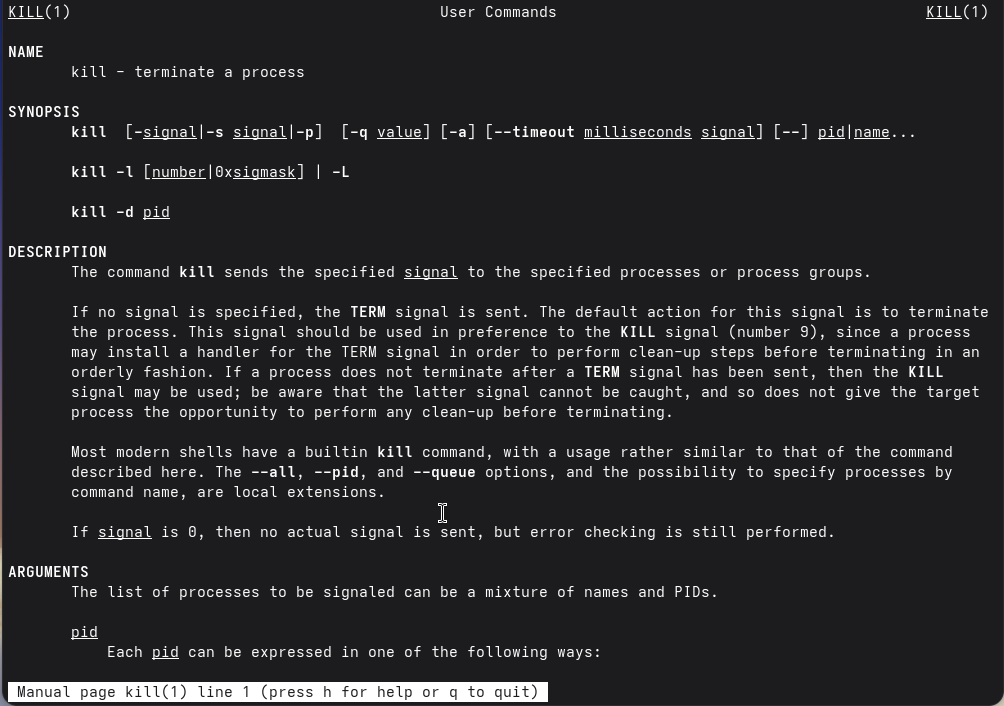 KILL(1) User Commands KILL(1)
NAME
kill - terminate a process
SYNOPSIS
kill [-signal|-s signal|-p] [-q value] [-a] [--timeout milliseconds signal] [--] pid|name...
kill -l [number|0xsigmask] | -L
kill -d pid
DESCRIPTION
The command kill sends the specified signal to the specified processes or process groups.
If no signal is specified, the TERM signal is sent. The default action for this signal is to terminate
the process. This signal should be used in preference to the KILL signal (number 9), since a process
may install a handler for the TERM signal in order to perform clean-up steps before terminating in an
orderly fashion. If a process does not terminate after a TERM signal has been sent, then the KILL
signal may be used; be aware that the latter signal cannot be caught, and so does not give the target
process the opportunity to perform any clean-up before terminating.
Most modern shells have a builtin kill command, with a usage rather similar to that of the command
described here. The --all, --pid, and --queue options, and the possibility to specify processes by
command name, are local extensions.
If signal is 0, then no actual signal is sent, but error checking is still performed.
ARGUMENTS
The list of processes to be signaled can be a mixture of names and PIDs.
pid
Each pid can be expressed in one of the following ways:
Manual page kill(1) line 1 (press h for help or q to quit)